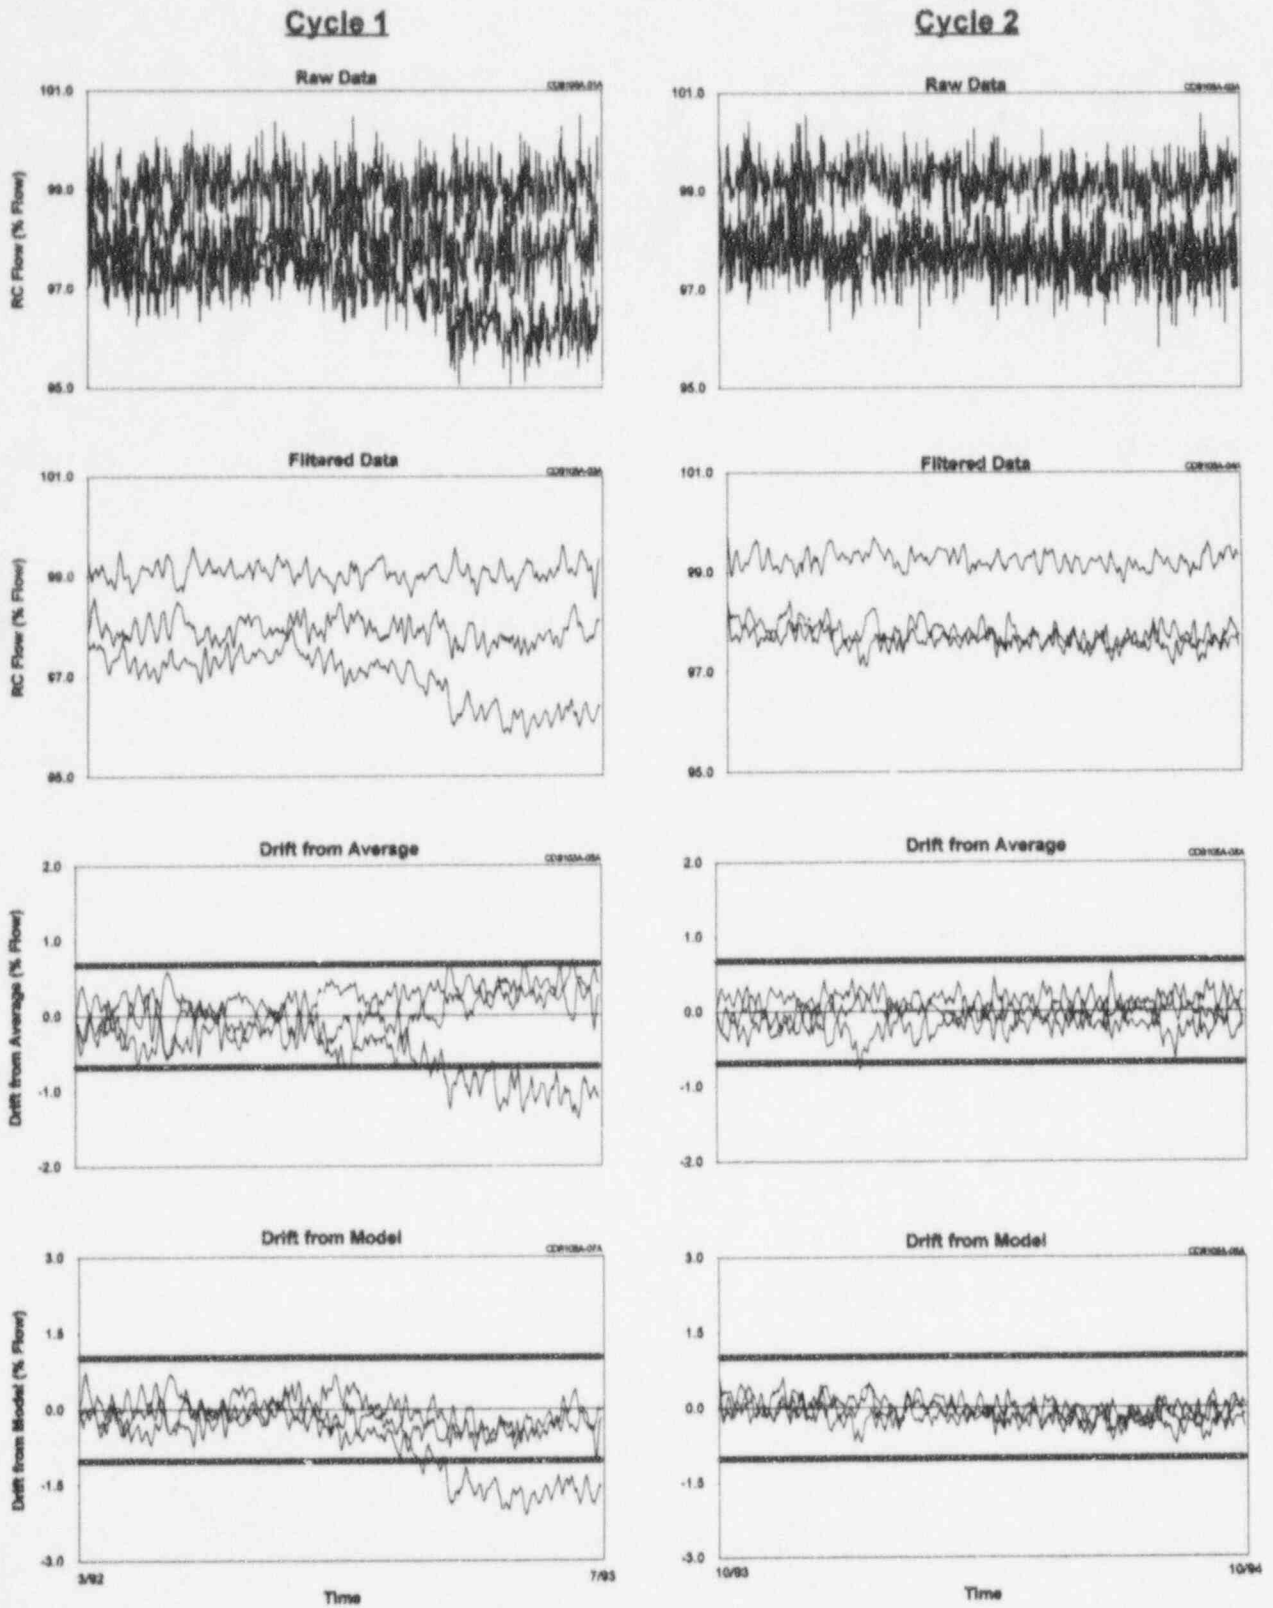 Cycle 1
Cycle 2
Raw Data
Raw Data
101.0
99.0
97.0
95.0
RC Flow (% Flow)
101.0
99.0
97.0
95.0
Filtered Data
Filtered Data
101.0
99.0
97.0
95.0
RC Flow (% Flow)
101.0
99.0
97.0
95.0
Drift from Average
Drift from Average
2.0
1.0
0.0
-1.0
-2.0
Drift from Average (% Flow)
2.0
1.0
0.0
-1.0
-2.0
Drift from Model
Drift from Model
3.0
1.5
0.0
-1.5
-3.0
Drift from Model (% Flow)
3.0
1.5
0.0
-1.5
-3.0
3/92
7/93
Time
10/93
10/94
Time